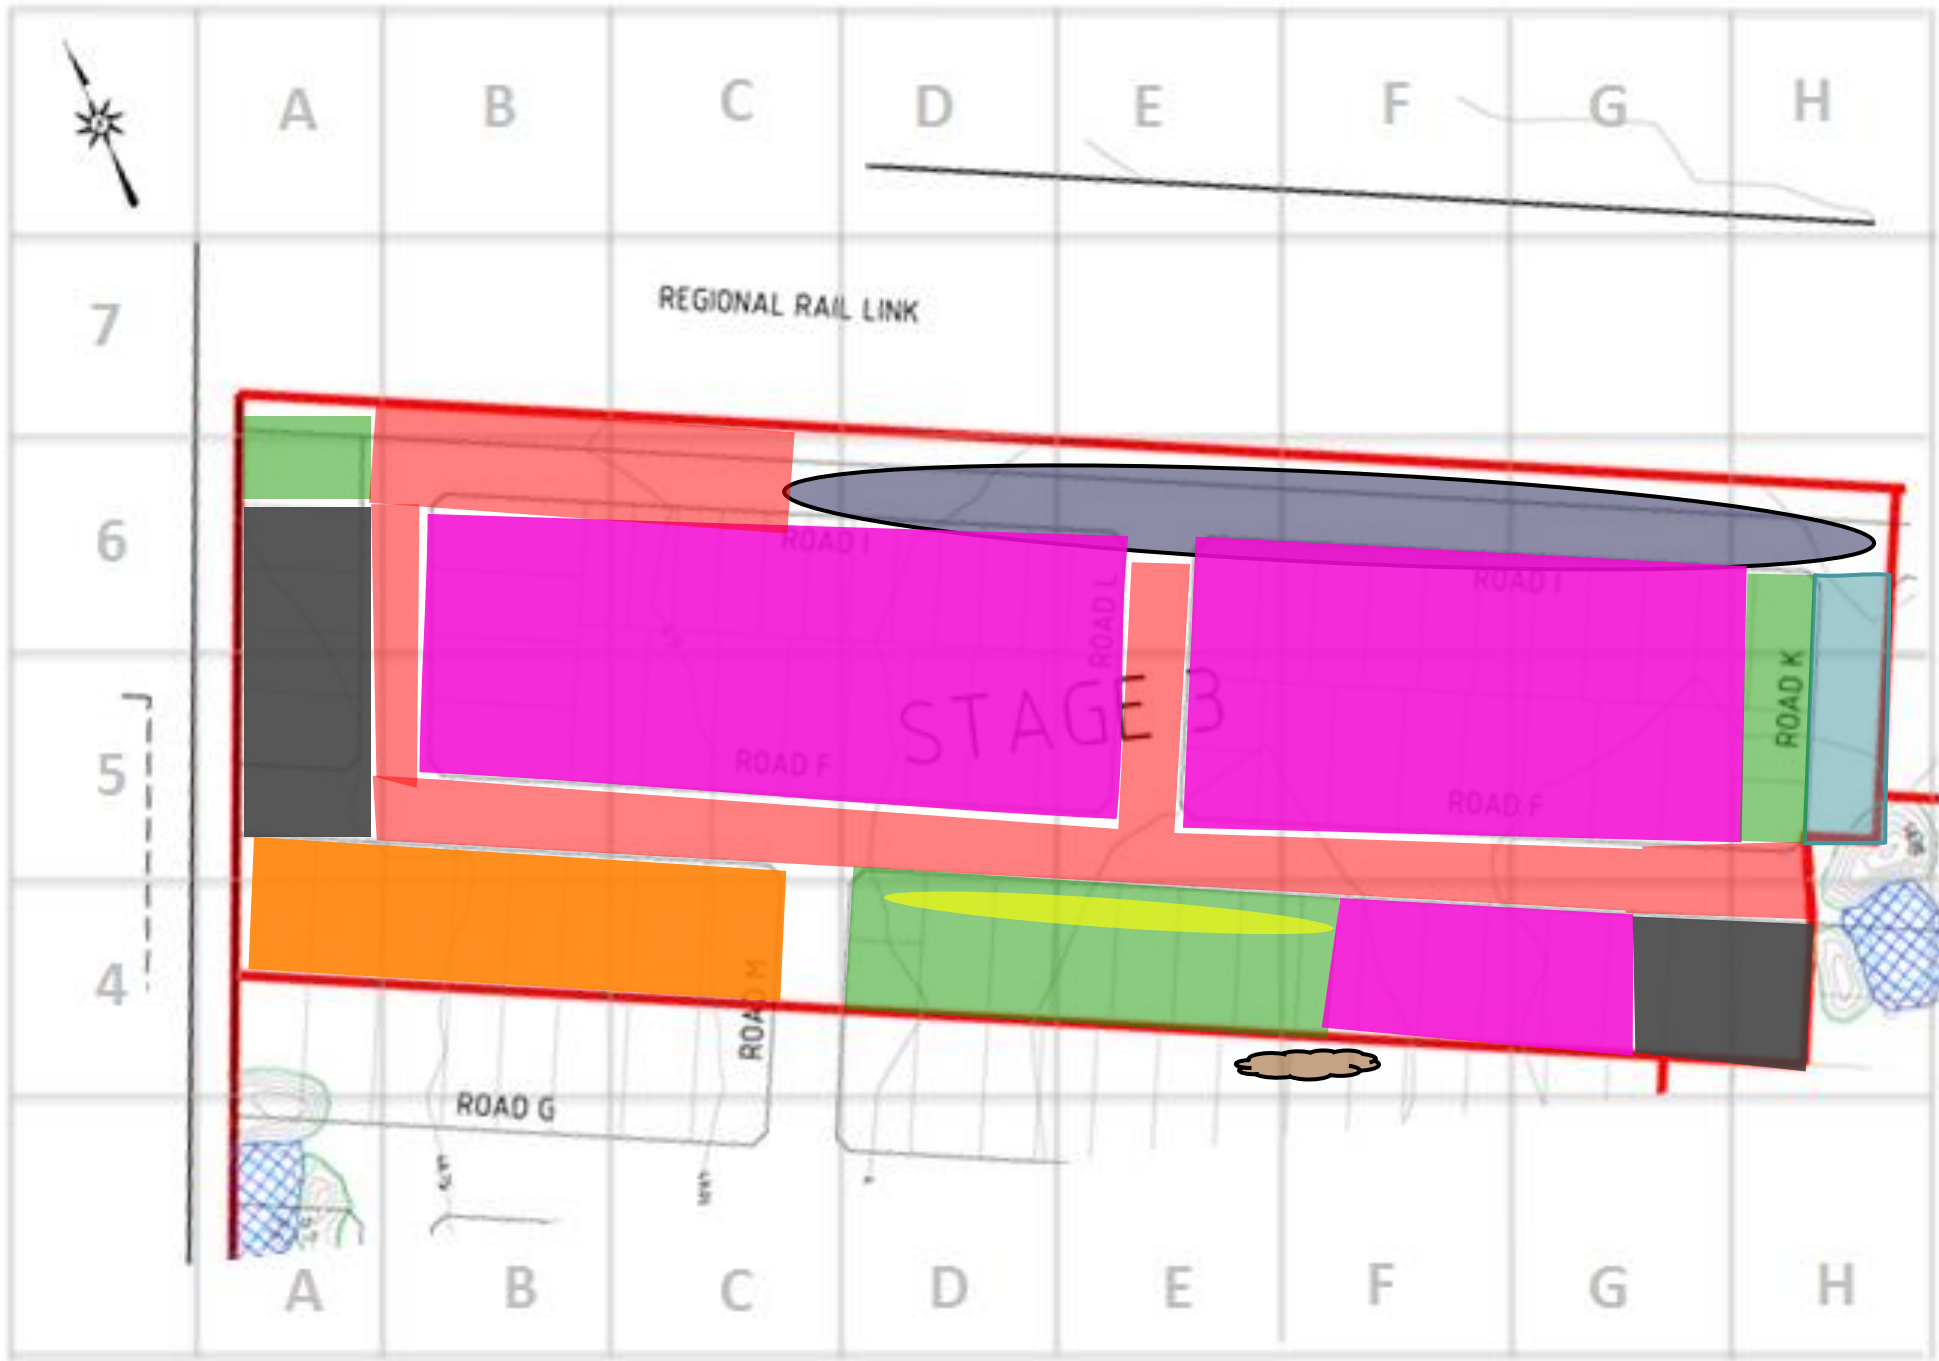 A B C D E F G H
7
REGIONAL RAIL LINK
6
ROAD I
ROAD I
ROAD L
ROAD K
STAGE 3
5
ROAD F
ROAD F
4
ROAD M
ROAD G
A B C D E F G H